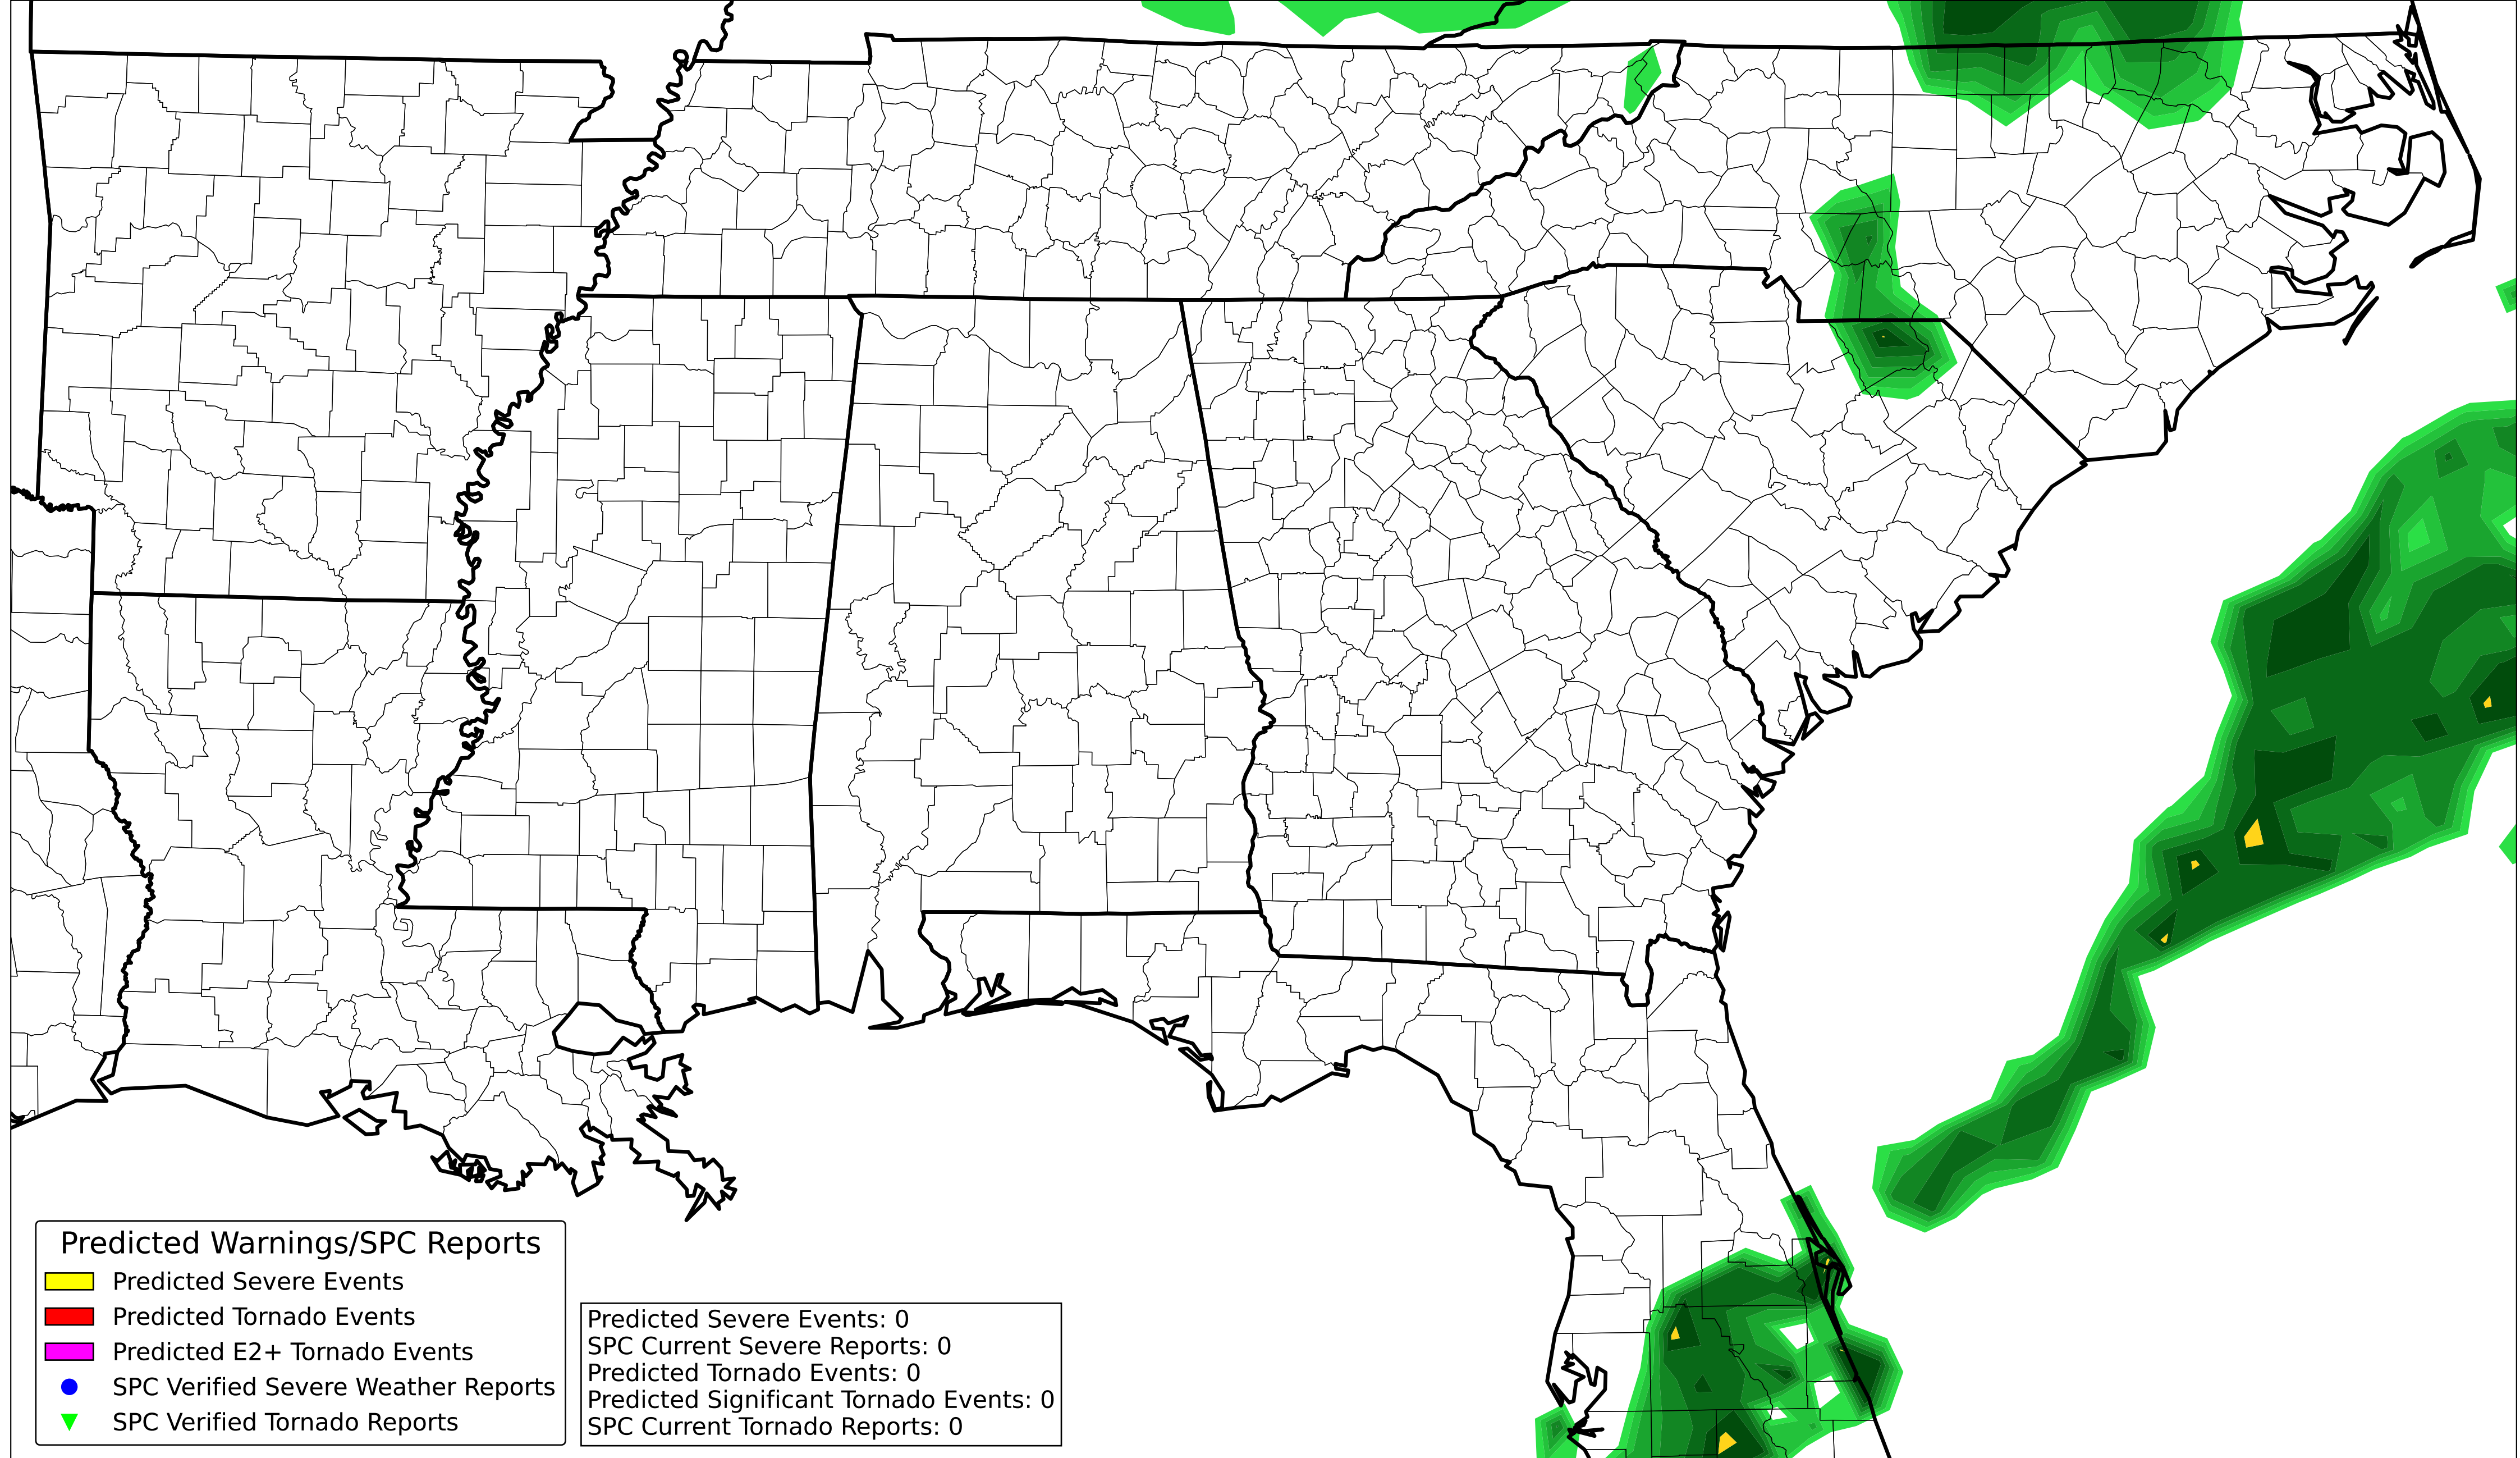 Predicted Warnings/SPC Reports
Predicted Severe Events
Predicted Tornado Events
Predicted E2+ Tornado Events
SPC Verified Severe Weather Reports
SPC Verified Tornado Reports
Predicted Severe Events: 0
SPC Current Severe Reports: 0
Predicted Tornado Events: 0
Predicted Significant Tornado Events: 0
SPC Current Tornado Reports: 0